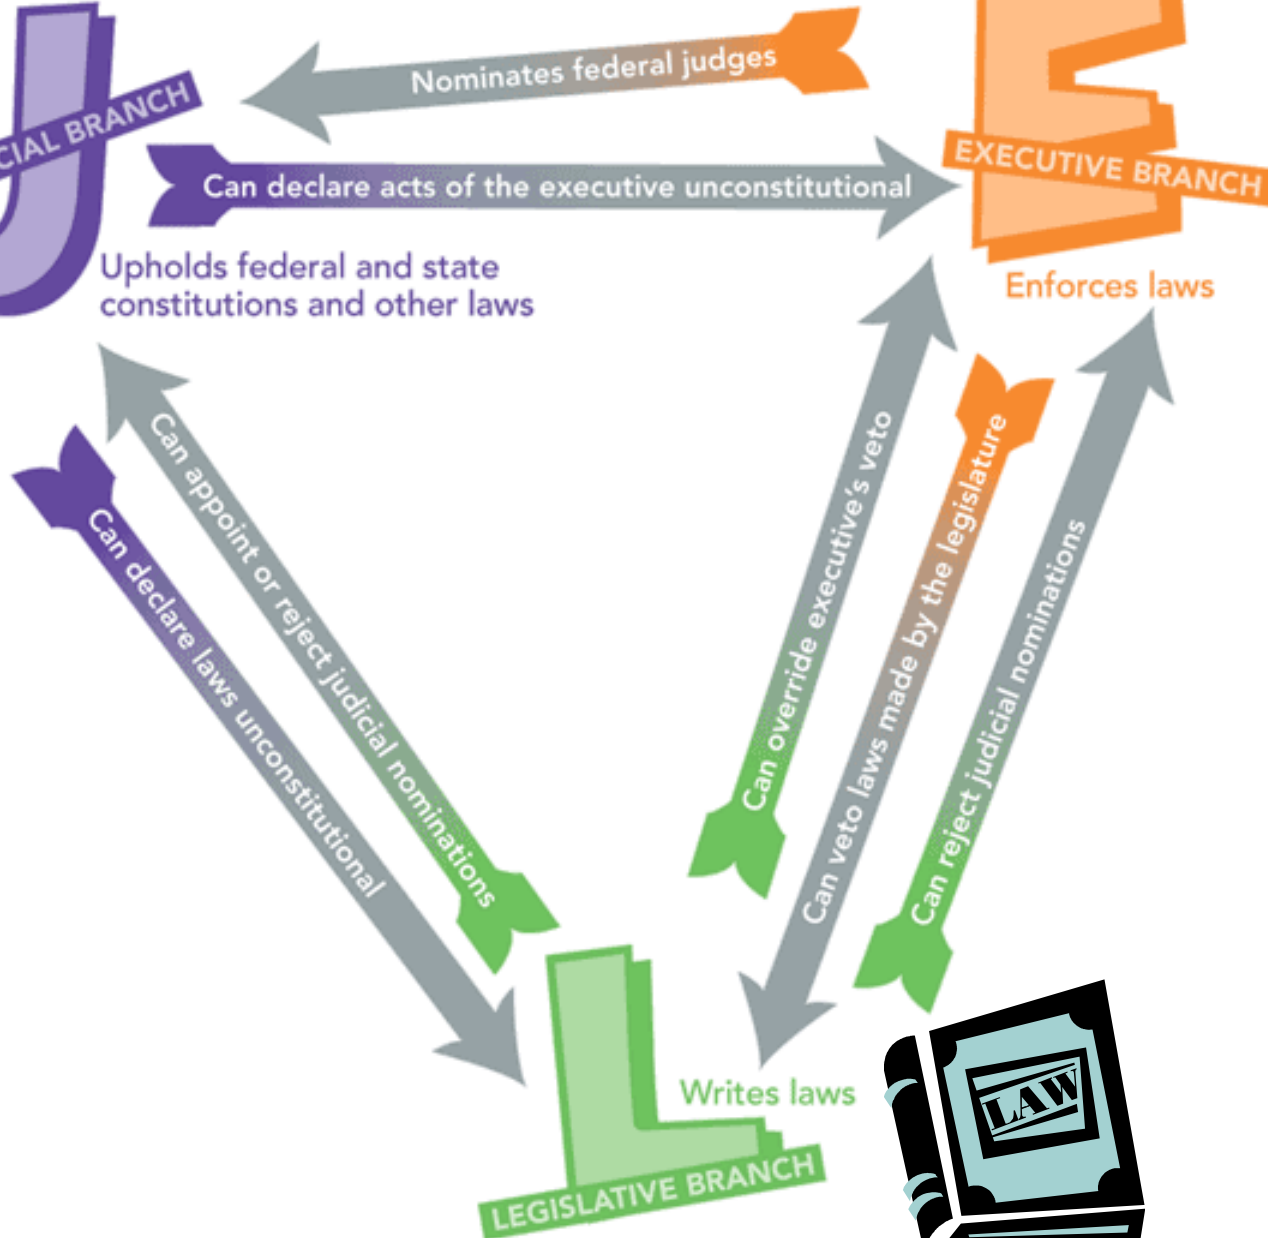 Nominates federal judges
CIAL BRANCH
EXECUTIVE BRANCH
Can declare acts of the executive unconstitutional
Upholds federal and state
constitutions and other laws
Enforces laws
Can appoint or reject judicial nominations
Can declare laws unconstitutional
Can override executive's veto
Can veto laws made by the legislature
Can reject judicial nominations
J
E
L
Writes laws
LAW
LEGISLATIVE BRANCH